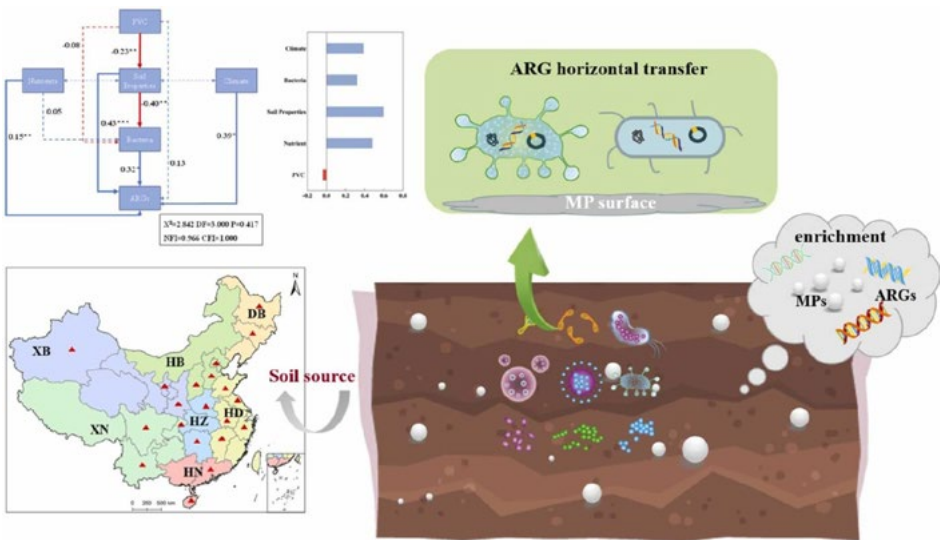 PVC
-0.08
-0.23**
Soil
Properties
Climate
0.15**
0.05
-0.40**
0.43***
Bacteria
0.39*
0.32*
0.13
ARGs
X²=2.842 DF=3.000 P=0.417
NFI=0.966 CFI=1.000
Climate
Bacteria
Soil Properties
Nutrient
PVC
-0.2 0.0 0.2 0.4 0.6 0.8
ARG horizontal transfer
MP surface
enrichment
MPs
ARGs
Soil source
N
DB
XB
HB
XN
HZ
HD
HN